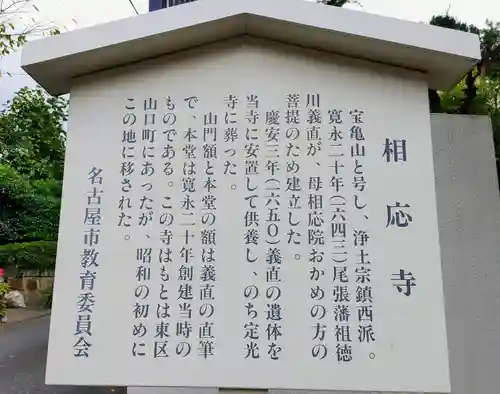 相応寺
宝亀山と号し、浄土宗鎮西派。
寛永二十年(一六四三)尾張藩祖徳
川義直が、母相応院おかめの方の
菩提のため建立した。
慶安三年(一六五〇)義直の遺体を
当寺に安置して供養し、のち定光
寺に葬った。
山門額と本堂の額は義直の直筆
で、本堂は寛永二十年創建当時の
ものである。この寺はもとは東区
山口町にあったが、昭和の初めに
この地に移された。
名古屋市教育委員会